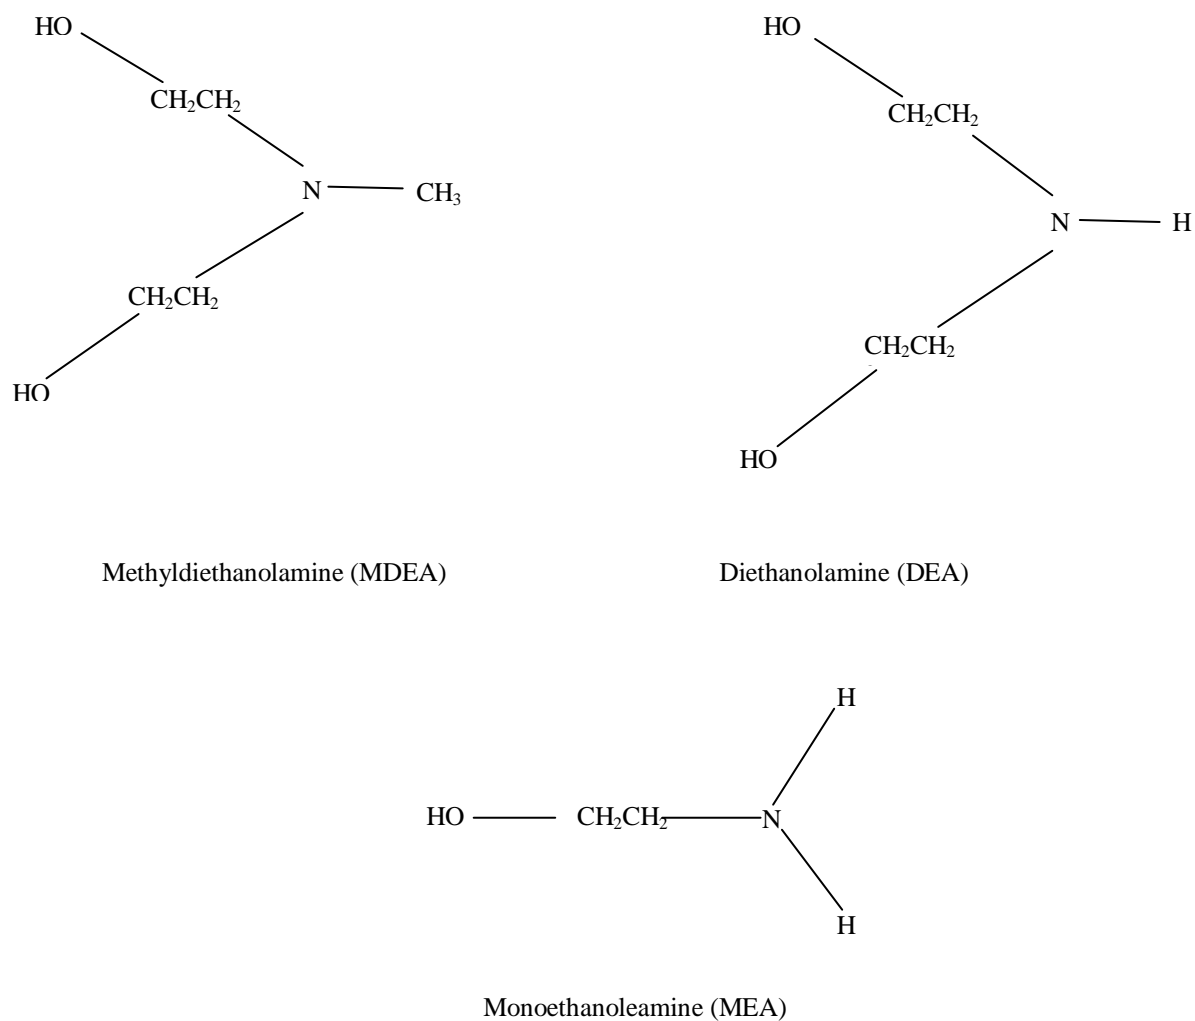 HO HO
CH₂CH₂ CH₂CH₂
N CH₃ N H
CH₂CH₂ CH₂CH₂
HO HO
Methyldiethanolamine (MDEA) Diethanolamine (DEA)
H
HO CH₂CH₂ N
H
Monoethanoleamine (MEA)